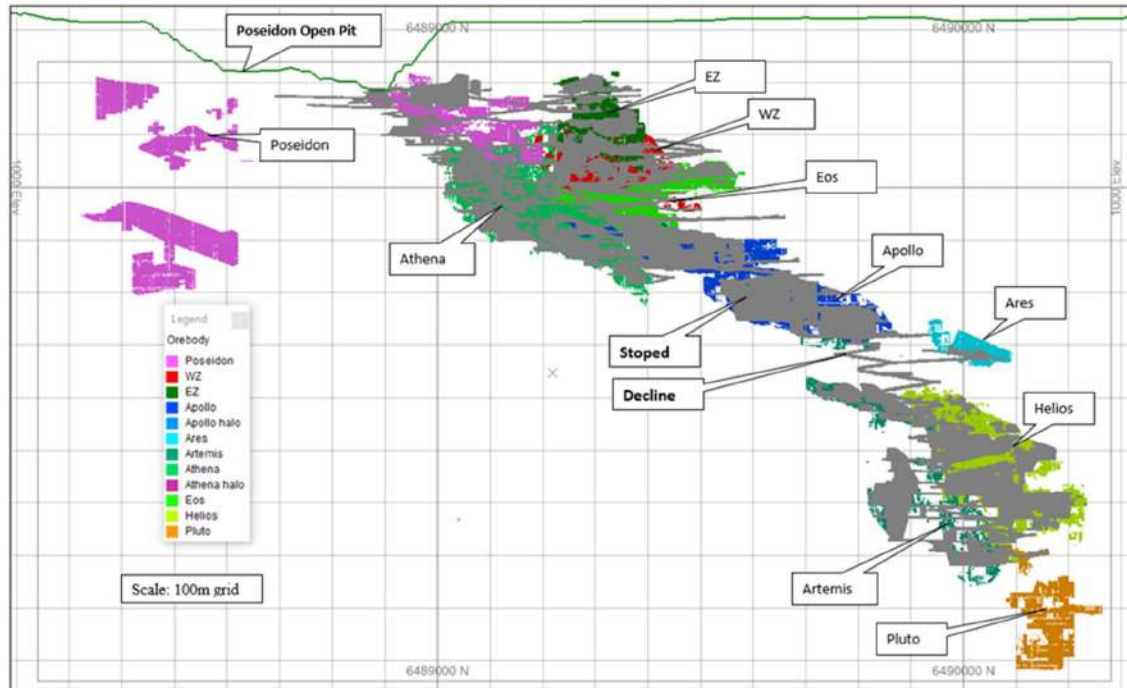 6489000 N
6490000 N
Poseidon Open Pit
EZ
WZ
Poseidon
Eos
1000 Elev
1000 Elev
Athena
Apollo
Ares
Stoped
Decline
Legend
Orebody
Poseidon
WZ
EZ
Apollo
Apollo halo
Ares
Artemis
Athena
Athena halo
Eos
Helios
Pluto
Helios
Scale: 100m grid
Artemis
Pluto
6489000 N
6490000 N